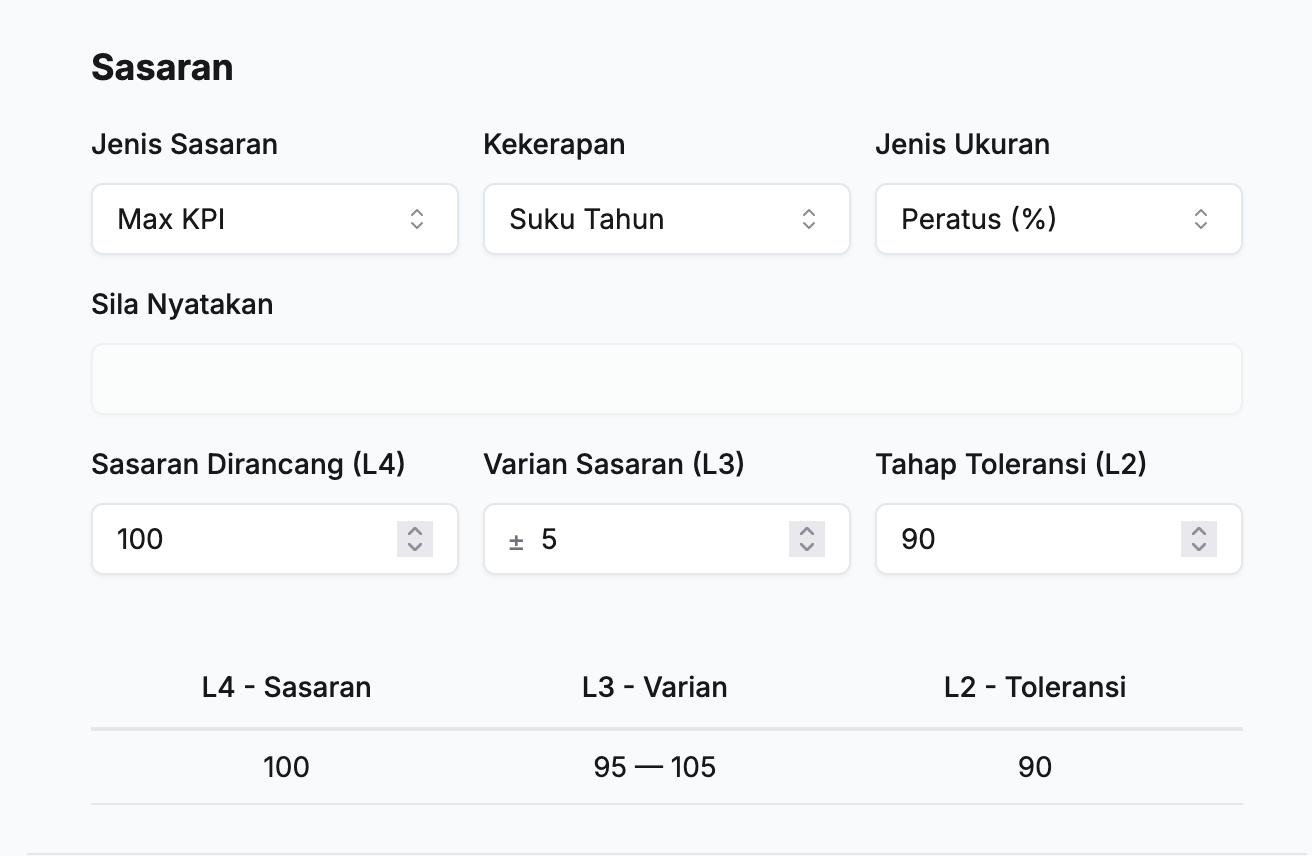 Sasaran
Jenis Sasaran Kekerapan Jenis Ukuran
Max KPI Suku Tahun Peratus (%)
Sila Nyatakan
Sasaran Dirancang (L4) Varian Sasaran (L3) Tahap Toleransi (L2)
100 ± 5 90
L4 - Sasaran L3 - Varian L2 - Toleransi
100 95 — 105 90